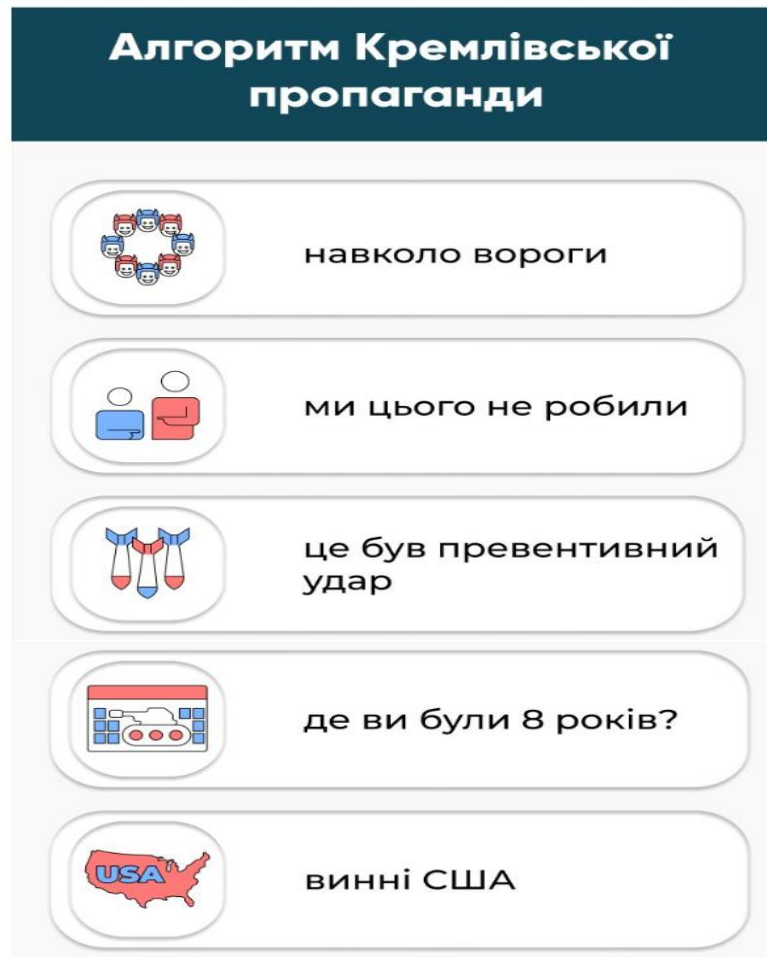 Алгоритм Кремлівської
пропаганди
навколо вороги
ми цього не робили
це був превентивний
удар
де ви були 8 років?
USA
винні США